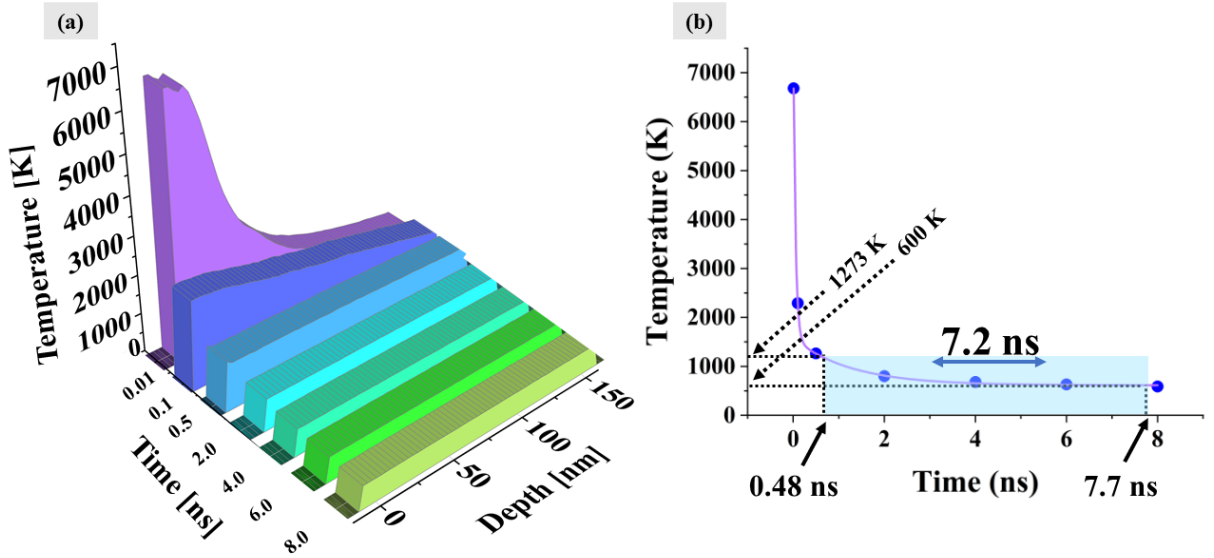 (a)
Temperature [K]
7000
6000
5000
4000
3000
2000
1000
0
0.01
0.1
0.5
2.0
4.0
6.0
8.0
Time [ns]
0
50
100
150
Depth [nm]
(b)
Temperature (K)
7000
6000
5000
4000
3000
2000
1000
0
1273 K
600 K
7.2 ns
0 2 4 6 8
0.48 ns
Time (ns)
7.7 ns